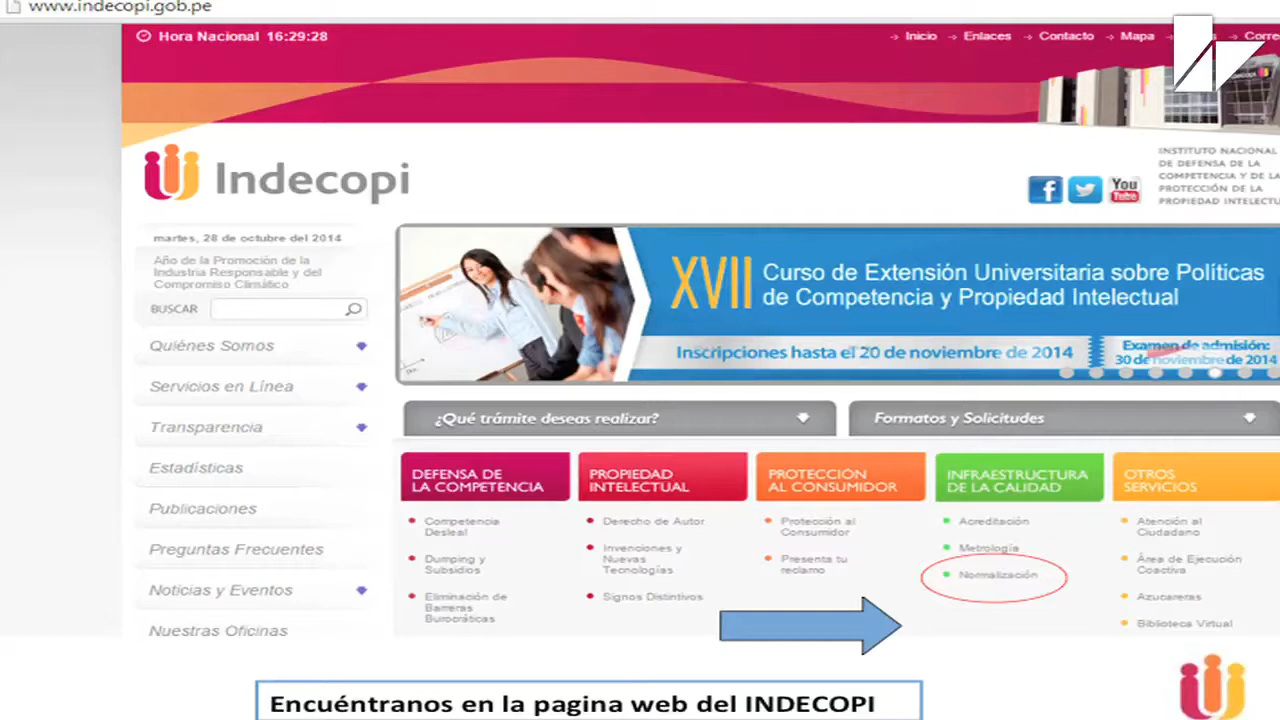 www.indecopi.gob.pe
Hora Nacional 16:29:28
Inicio
Enlaces
Contacto
Mapa
Indecopi
You
Tube
INSTITUTO NACIONAL
DE DEFENSA DE LA
COMPETENCIA Y DE LA
PROTECCIÓN DE LA
PROPIEDAD
martes, 28 de octubre del 2014
Año de la Promoción de la
Industria Responsable y del
Compromiso Climático
BUSCAR
Quiénes Somos
Servicios en Línea
Transparencia
Estadísticas
Publicaciones
Preguntas Frecuentes
Noticias y Eventos
Nuestras Oficinas
XVII
Curso de Extensión Universitaria sobre Políticas
de Competencia y Propiedad Intelectual
Inscripciones hasta el 20 de noviembre de 2014
Examen de admisión:
30 de noviembre de 2014
¿Qué trámite deseas realizar?
Formatos y Solicitudes
DEFENSA DE
LA COMPETENCIA
Competencia
Desleal
Dumping y
Subsidios
Eliminación de
Barreras
Burocráticas
PROPIEDAD
INTELECTUAL
Derecho de Autor
Invenciones y
Nuevas
Tecnologías
Signos Distintivos
PROTECCIÓN
AL CONSUMIDOR
Protección al
Consumidor
Presenta tu
reclamo
INFRAESTRUCTURA
DE LA CALIDAD
Acreditación
Metrología
Normalización
OTROS
SERVICIOS
Atención al
Ciudadano
Área de Ejecución
Coactiva
Azucareras
Biblioteca Virtual
Encuéntranos en la pagina web del INDECOPI